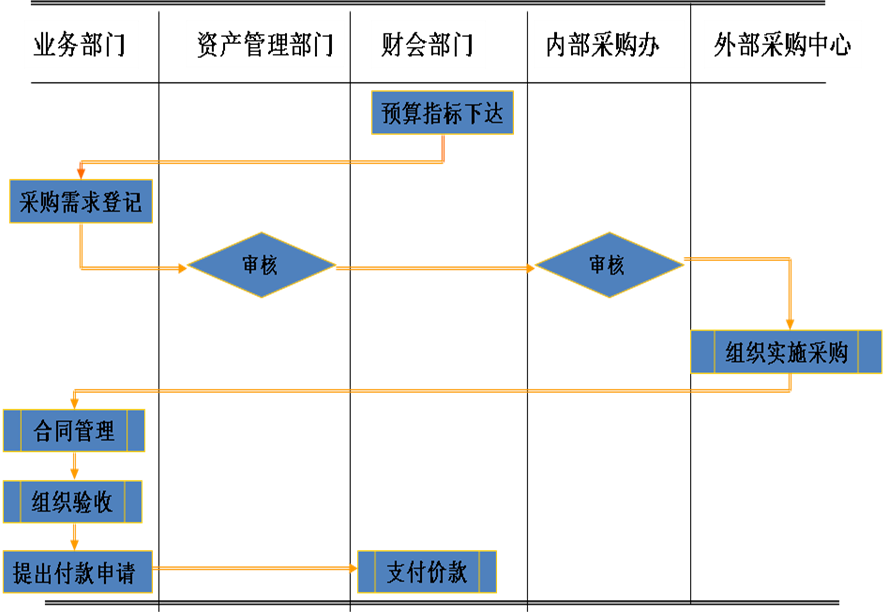 业务部门
资产管理部门
财会部门
内部采购办
外部采购中心
预算指标下达
采购需求登记
审核
审核
组织实施采购
合同管理
组织验收
提出付款申请
支付价款